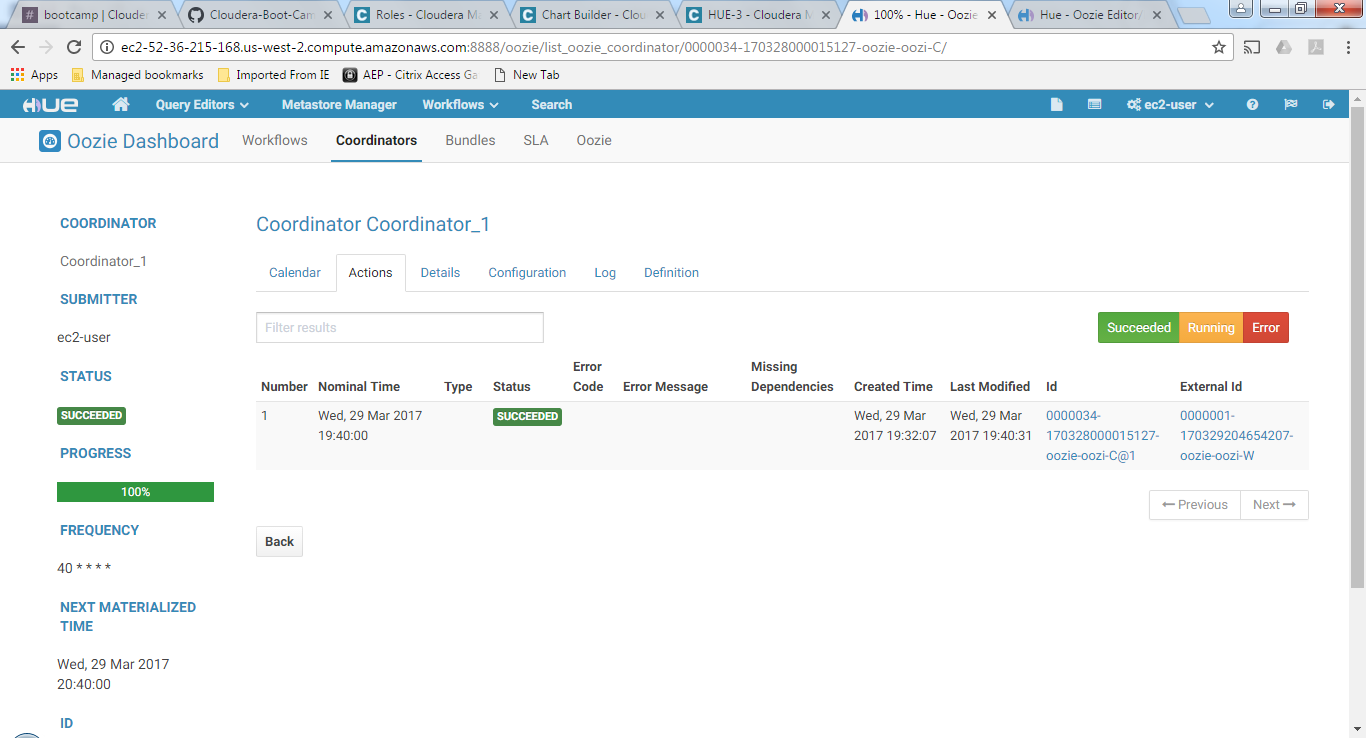 bootcamp | Clouder
Cloudera-Boot-Cam
Roles - Cloudera Ma
Chart Builder - Clou
HUE-3 - Cloudera M
100% - Hue - Oozie
Hue - Oozie Editor/
ec2-52-36-215-168.us-west-2.compute.amazonaws.com:8888/oozie/list_oozie_coordinator/0000034-170328000015127-oozie-oozi-C/
Apps Managed bookmarks Imported From IE AEP - Citrix Access Ga New Tab
HUE Query Editors Metastore Manager Workflows Search ec2-user
Oozie Dashboard Workflows Coordinators Bundles SLA Oozie
COORDINATOR
Coordinator_1
SUBMITTER
ec2-user
STATUS
SUCCEEDED
PROGRESS
100%
FREQUENCY
40 * * * *
NEXT MATERIALIZED
TIME
Wed, 29 Mar 2017
20:40:00
ID
Coordinator Coordinator_1
Calendar Actions Details Configuration Log Definition
Filter results
Succeeded Running Error
Number
Nominal Time
Type
Status
Error
Code
Error Message
Missing
Dependencies
Created Time
Last Modified
Id
External Id
1
Wed, 29 Mar 2017
19:40:00
SUCCEEDED
Wed, 29 Mar
2017 19:32:07
Wed, 29 Mar
2017 19:40:31
0000034-
170328000015127-
oozie-oozi-C@1
0000001-
170329204654207-
oozie-oozi-W
Previous Next
Back